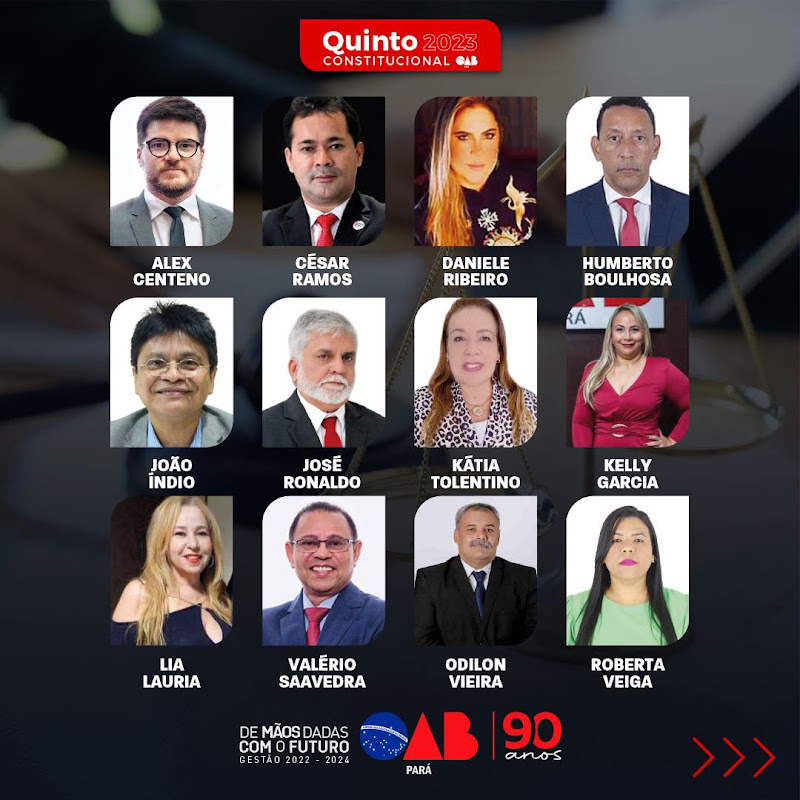 Quinto 2023
CONSTITUCIONAL OAB
ALEX
CENTENO
CÉSAR
RAMOS
DANIELE
RIBEIRO
HUMBERTO
BOULHOSA
RÁ
JOÃO
ÍNDIO
JOSÉ
RONALDO
KÁTIA
TOLENTINO
KELLY
GARCIA
LIA
LAURIA
VALÉRIO
SAAVEDRA
ODILON
VIEIRA
ROBERTA
VEIGA
DE MÃOS DADAS
COM O FUTURO
GESTÃO 2022 - 2024
OAB
PARÁ
90
anos